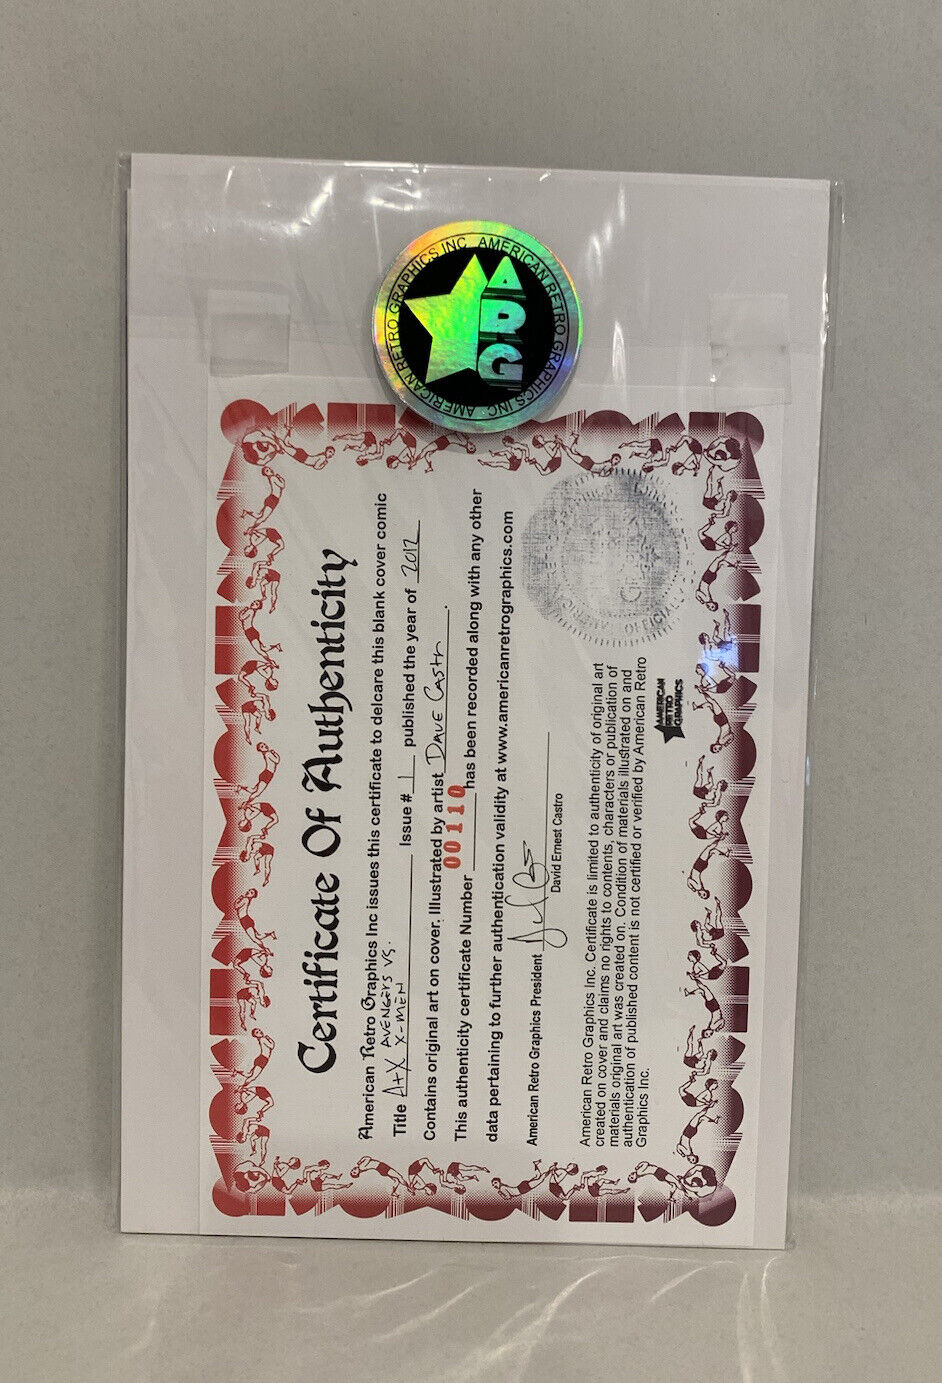 AMERICAN RETRO GRAPHICS INC. AMERICAN RETRO GRAPHICS INC.
ARG
Certificate Of Authenticity
American Retro Graphics Inc issues this certificate to delcare this blank cover comic
Title A+X AVENGERS VS. X-MEN Issue # 1 published the year of 2012
Contains original art on cover. Illustrated by artist Dave Castr.
This authenticity certificate Number 00110 has been recorded along with any other
data pertaining to further authentication validity at www.americanretrographics.com
American Retro Graphics President
David Ernest Castro
American Retro Graphics Inc. Certificate is limited to authenticity of original art
created on cover and claims no rights to contents, characters or publication of
materials original art was created on. Condition of materials illustrated on and
authentication of published content is not certified or verified by American Retro
Graphics Inc.
AMERICAN
RETRO
GRAPHICS
OFFICIALLY